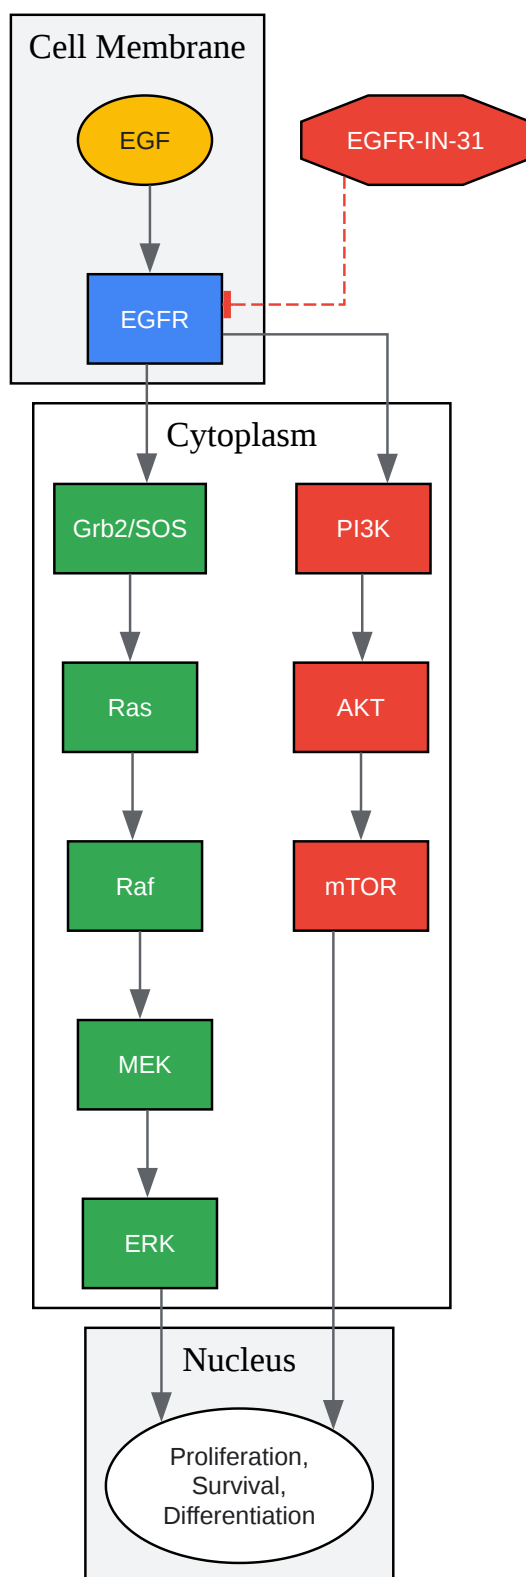 Cell Membrane
EGF
EGFR-IN-31
EGFR
Cytoplasm
Grb2/SOS
PI3K
Ras
AKT
Raf
mTOR
MEK
ERK
Nucleus
Proliferation,
Survival,
Differentiation